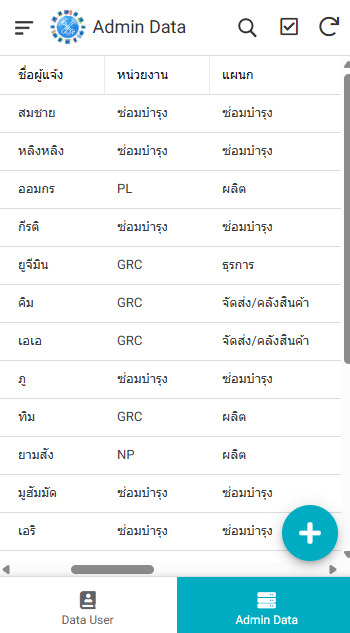 Admin Data
ชื่อผู้แจ้ง หน่วยงาน แผนก
สมชาย ซ่อมบำรุง ซ่อมบำรุง
หลิงหลิง ซ่อมบำรุง ซ่อมบำรุง
ออมกร PL ผลิต
กีรติ ซ่อมบำรุง ซ่อมบำรุง
ยูจีมิน GRC ธุรการ
คิม GRC จัดส่ง/คลังสินค้า
เอเอ GRC จัดส่ง/คลังสินค้า
ภู ซ่อมบำรุง ซ่อมบำรุง
ทิม GRC ผลิต
ยามสัง NP ผลิต
มูฮัมมัด ซ่อมบำรุง ซ่อมบำรุง
เอริ ซ่อมบำรุง ซ่อมบำรุง
Data User Admin Data